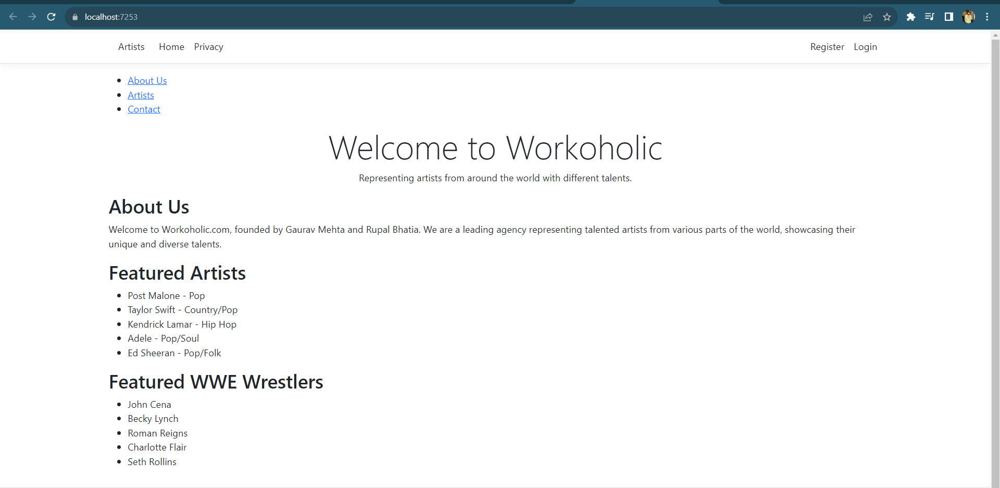 localhost:7253
Artists Home Privacy Register Login
About Us
Artists
Contact
Welcome to Workoholic
Representing artists from around the world with different talents.
About Us
Welcome to Workoholic.com, founded by Gaurav Mehta and Rupal Bhatia. We are a leading agency representing talented artists from various parts of the world, showcasing their
unique and diverse talents.
Featured Artists
Post Malone - Pop
Taylor Swift - Country/Pop
Kendrick Lamar - Hip Hop
Adele - Pop/Soul
Ed Sheeran - Pop/Folk
Featured WWE Wrestlers
John Cena
Becky Lynch
Roman Reigns
Charlotte Flair
Seth Rollins